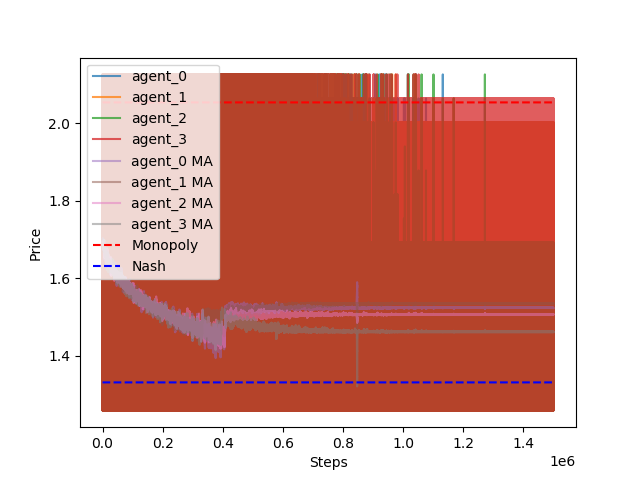 agent_0
agent_1
agent_2
agent_3
agent_0 MA
agent_1 MA
agent_2 MA
agent_3 MA
Monopoly
Nash
Price
2.0
1.8
1.6
1.4
0.0 0.2 0.4 0.6 0.8 1.0 1.2 1.4
1e6
Steps